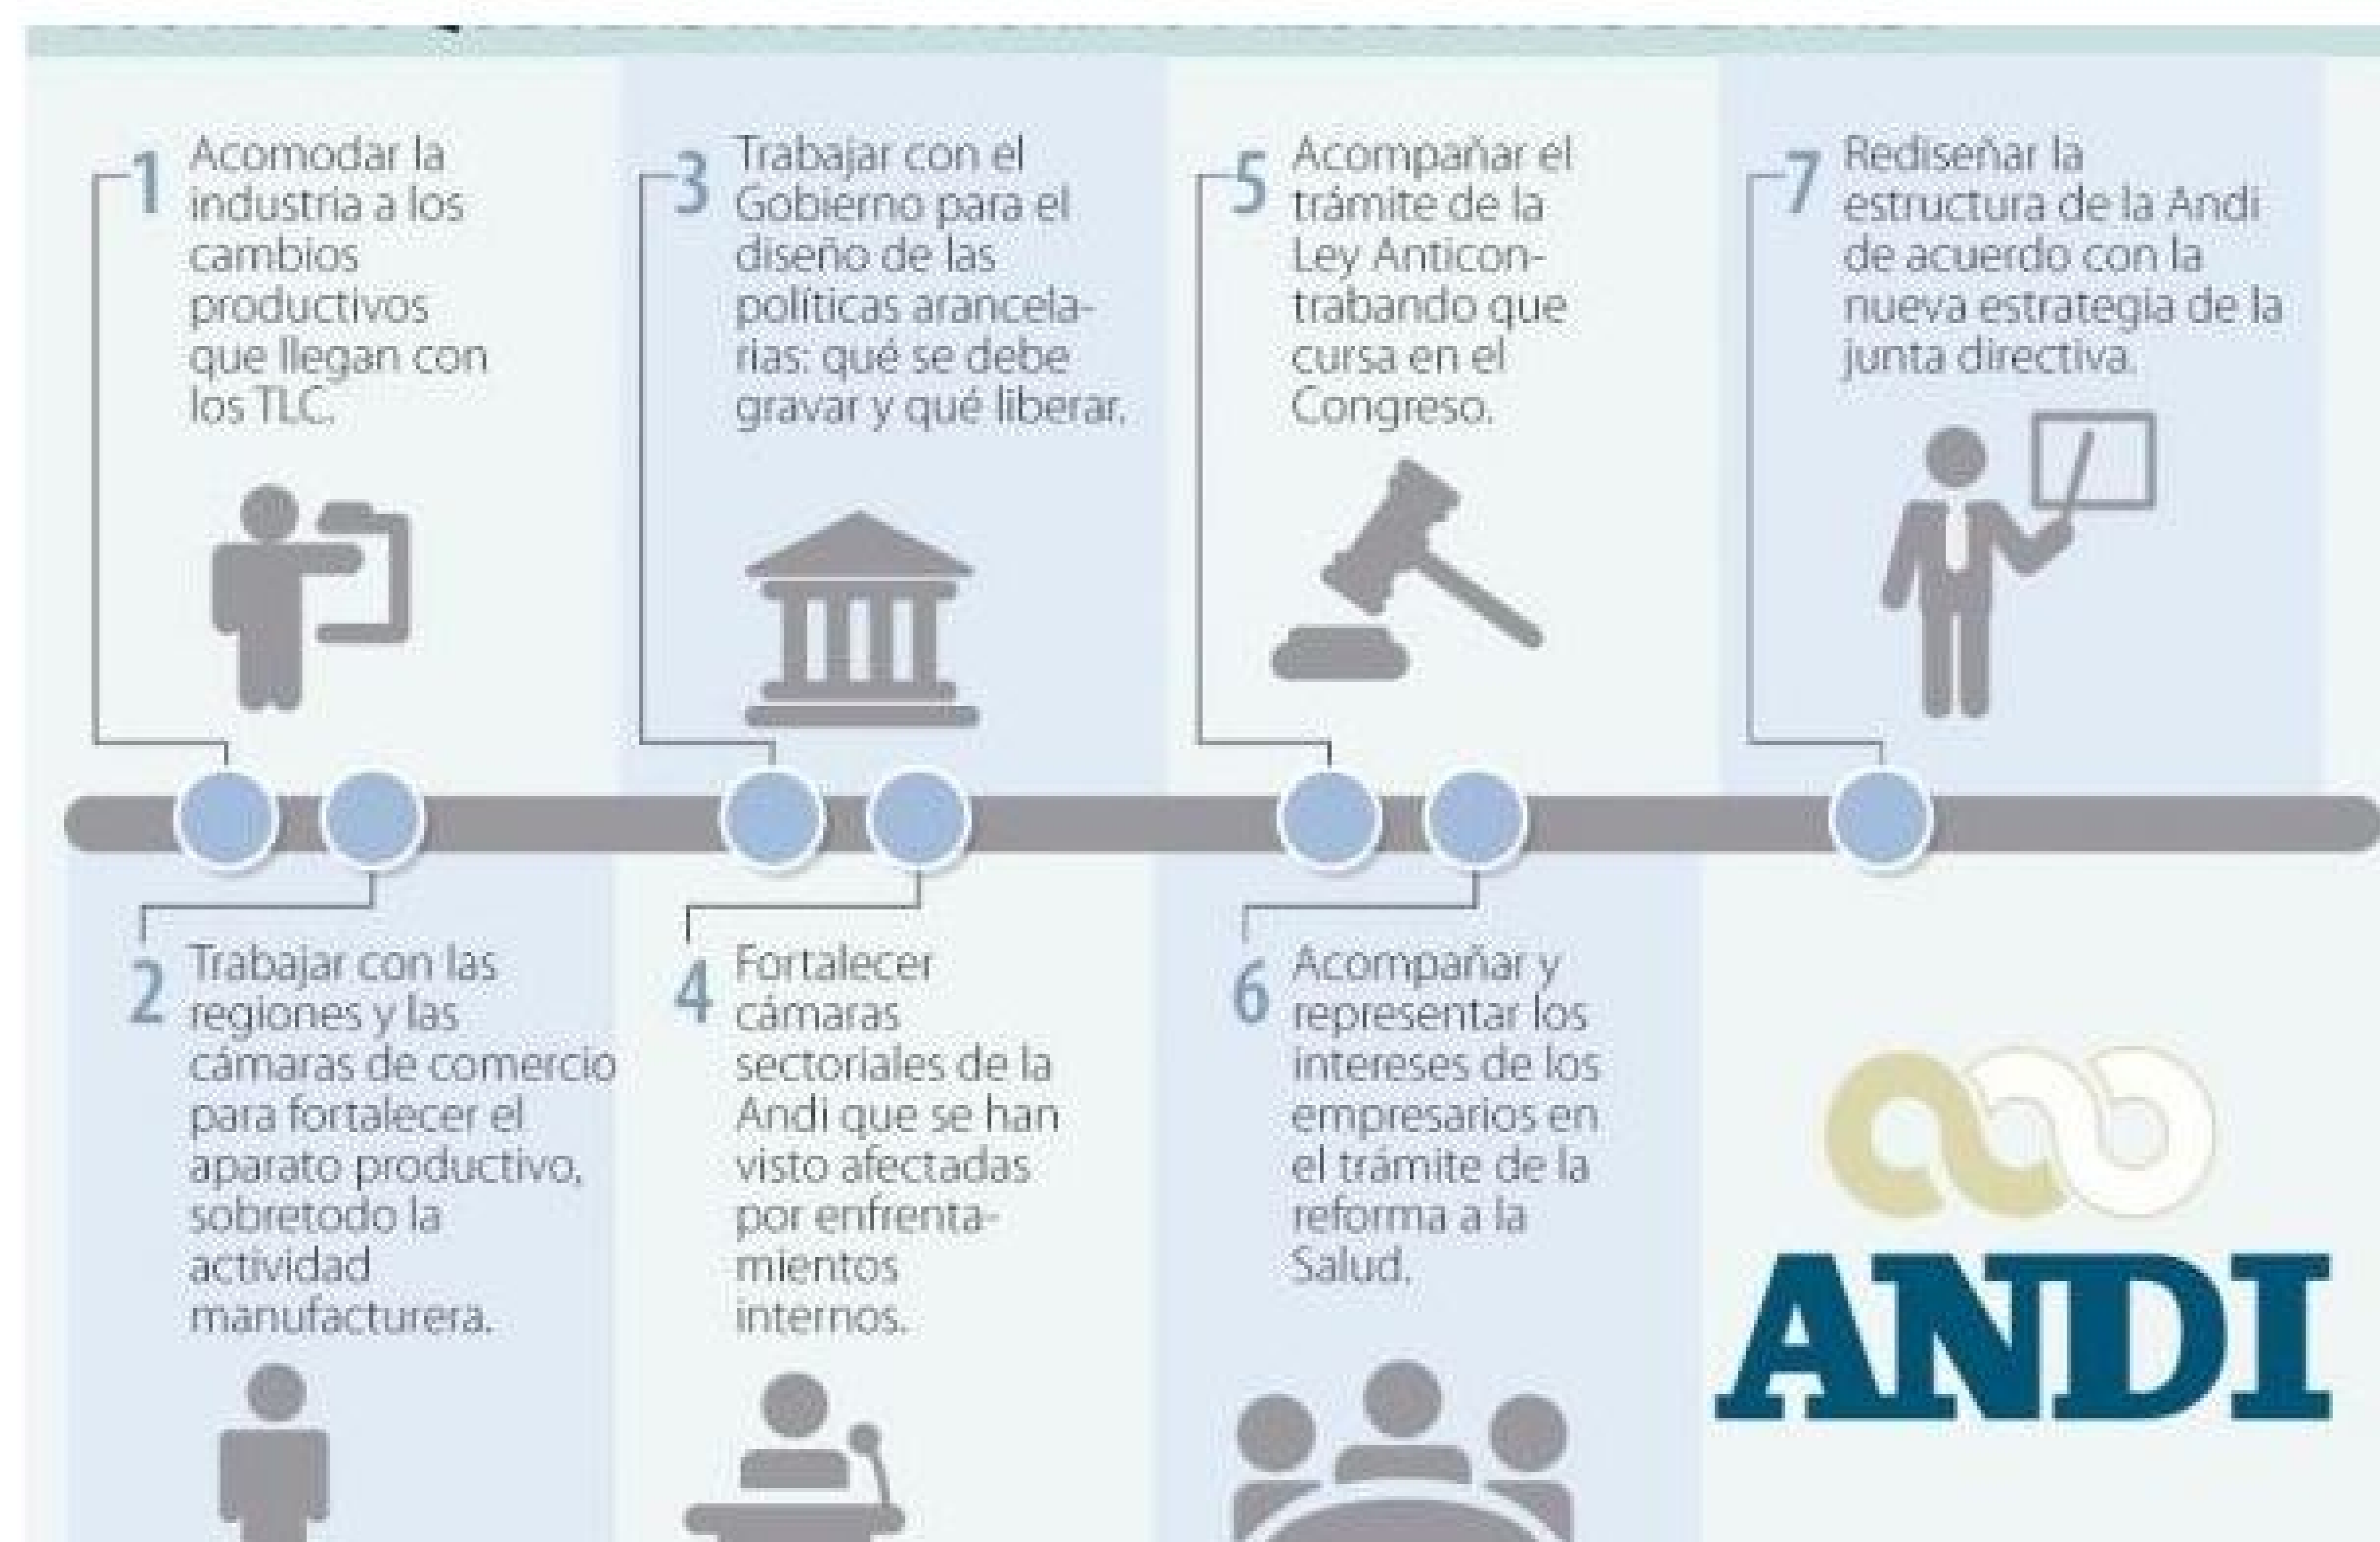 1
Acomodar la
industria a los
cambios
productivos
que llegan con
los TLC.
2
Trabajar con las
regiones y las
cámaras de comercio
para fortalecer el
aparato productivo,
sobretodo la
actividad
manufacturera.
3
Trabajar con el
Gobierno para el
diseño de las
políticas arancela-
rias: qué se debe
gravar y qué liberar.
4
Fortalecer
cámaras
sectoriales de la
Andi que se han
visto afectadas
por enfrenta-
mientos
internos.
5
Acompañar el
trámite de la
Ley Anticon-
trabando que
cursa en el
Congreso.
6
Acompañar y
representar los
intereses de los
empresarios en
el trámite de la
reforma a la
Salud.
7
Rediseñar la
estructura de la Andi
de acuerdo con la
nueva estrategia de la
junta directiva.
ANDI